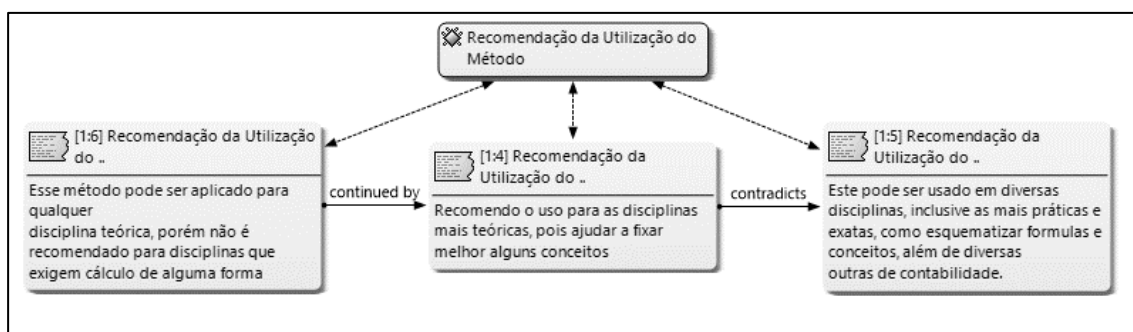 Recomendação da Utilização do
Método
[1:6] Recomendação da Utilização
do ..
Esse método pode ser aplicado para
qualquer
disciplina teórica, porém não é
recomendado para disciplinas que
exigem cálculo de alguma forma
continued by
[1:4] Recomendação da
Utilização do ..
Recomendo o uso para as disciplinas
mais teóricas, pois ajudar a fixar
melhor alguns conceitos
contradicts
[1:5] Recomendação da
Utilização do ..
Este pode ser usado em diversas
disciplinas, inclusive as mais práticas e
exatas, como esquematizar formulas e
conceitos, além de diversas
outras de contabilidade.